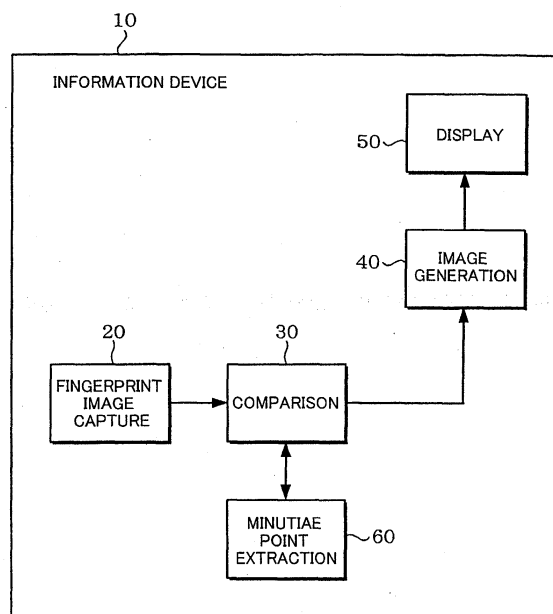 10
INFORMATION DEVICE
50
DISPLAY
40
IMAGE
GENERATION
20
30
FINGERPRINT
IMAGE
CAPTURE
COMPARISON
MINUTIAE
POINT
EXTRACTION
60